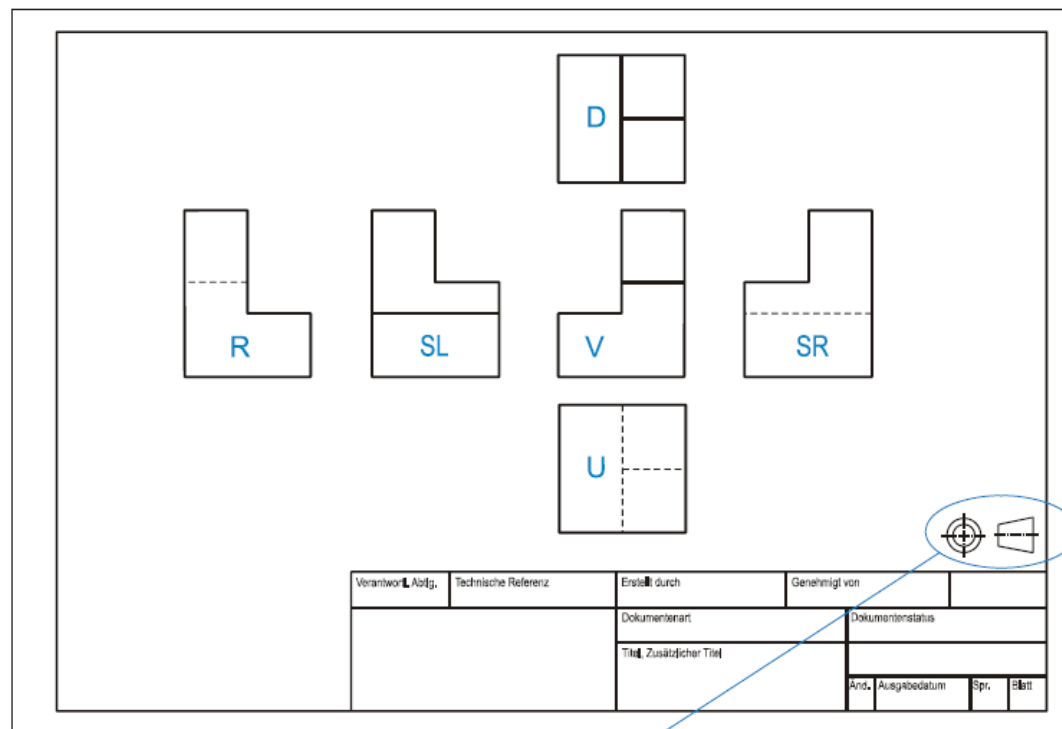 D
R
SL
V
SR
U
Verantwortl. Abtlg.
Technische Referenz
Erstellt durch
Genehmigt von
Dokumentenart
Dokumentenstatus
Titel, Zusätzlicher Titel
Änd.
Ausgabedatum
Spr.
Blatt